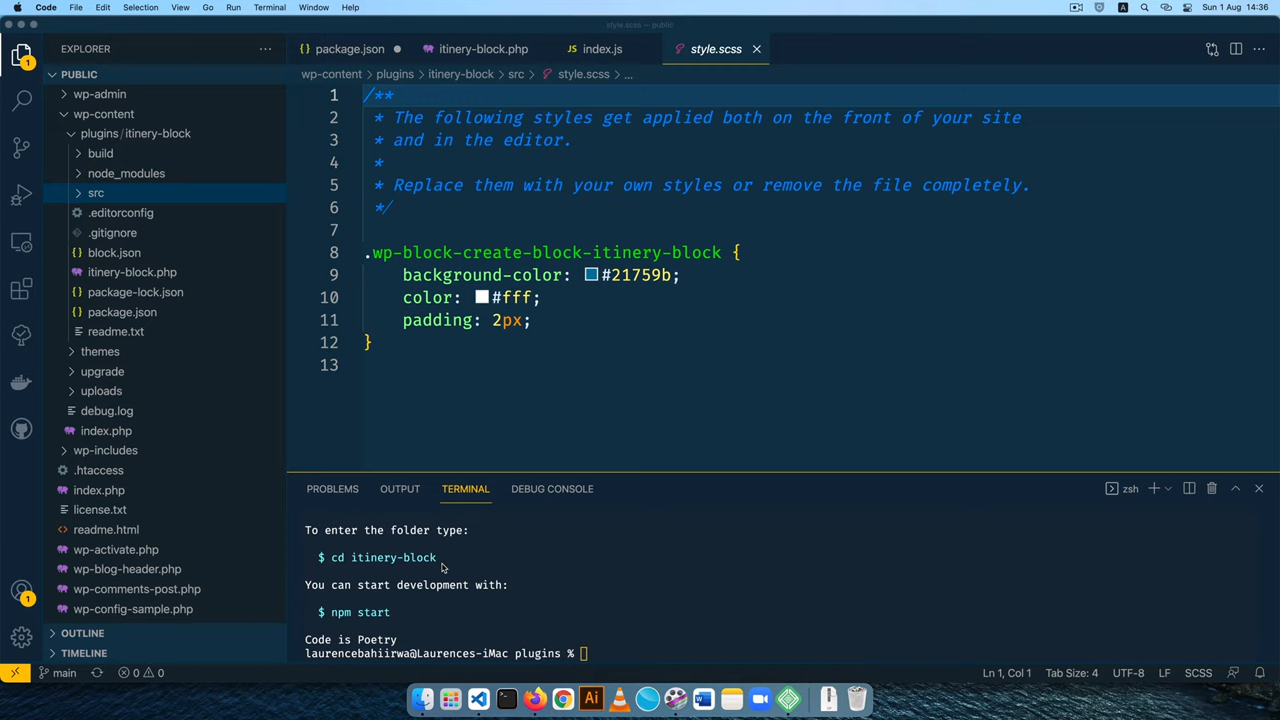 Code File Edit Selection View Go Run Terminal Window Help A Sun 1 Aug 14:36
style.scss — public
EXPLORER
PUBLIC
wp-admin
wp-content
plugins / itinery-block
build
node_modules
src
.editorconfig
.gitignore
block.json
itinery-block.php
package-lock.json
package.json
readme.txt
themes
upgrade
uploads
debug.log
index.php
wp-includes
.htaccess
index.php
license.txt
readme.html
wp-activate.php
wp-blog-header.php
wp-comments-post.php
wp-config-sample.php
OUTLINE
TIMELINE
1
1
package.json itinery-block.php JS index.js style.scss
wp-content > plugins > itinery-block > src > style.scss > ...
1 /**
2 * The following styles get applied both on the front of your site
3 * and in the editor.
4 *
5 * Replace them with your own styles or remove the file completely.
6 */
7
8 .wp-block-create-block-itinery-block {
9 background-color: #21759b;
10 color: #fff;
11 padding: 2px;
12 }
13
PROBLEMS OUTPUT TERMINAL DEBUG CONSOLE zsh
To enter the folder type:
$ cd itinery-block
You can start development with:
$ npm start
Code is Poetry
laurencebahiirwa@Laurences-iMac plugins %
main 0 0 Ln 1, Col 1 Tab Size: 4 UTF-8 LF SCSS
Ai W